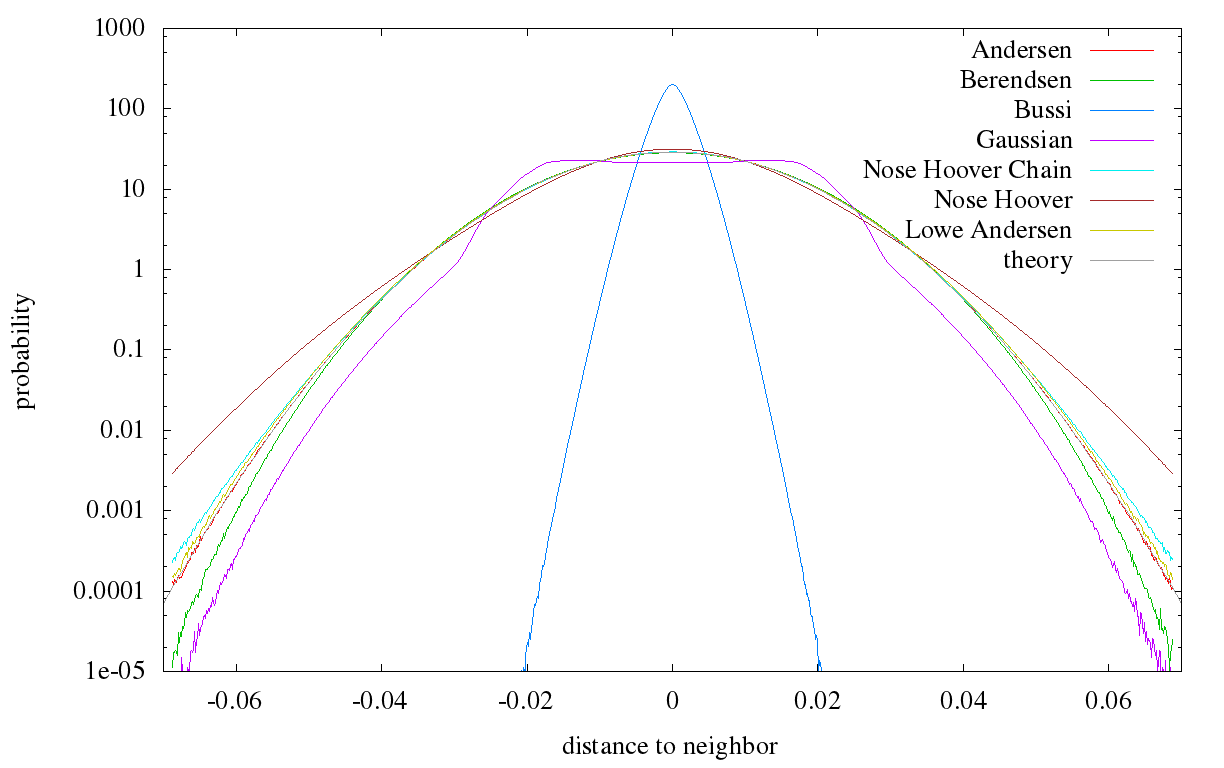 1000
100
10
1
0.1
0.01
0.001
0.0001
1e-05
probability
-0.06
-0.04
-0.02
0
0.02
0.04
0.06
distance to neighbor
Andersen
Berendsen
Bussi
Gaussian
Nose Hoover Chain
Nose Hoover
Lowe Andersen
theory